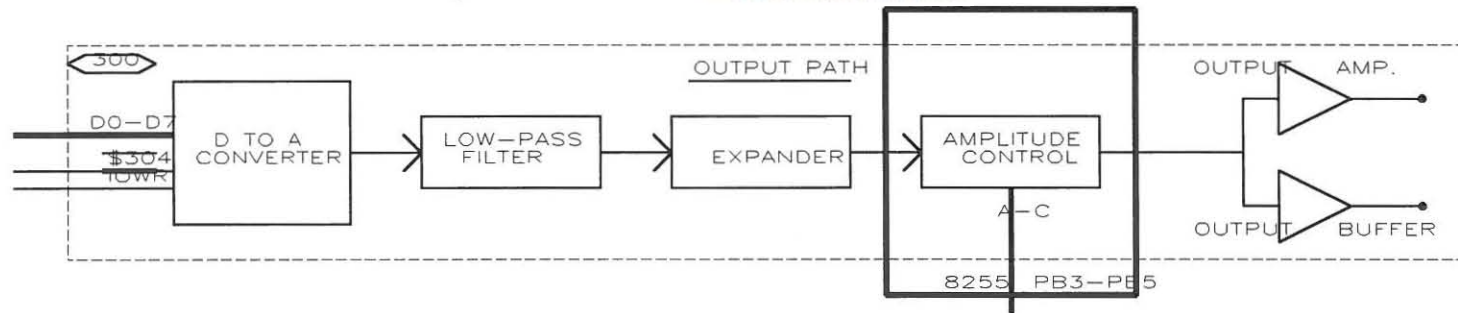 300
OUTPUT PATH
OUTPUT AMP.
D0-D7
$304
IOWR
D TO A
CONVERTER
LOW-PASS
FILTER
EXPANDER
AMPLITUDE
CONTROL
A-C
OUTPUT BUFFER
8255 PB3-PB5